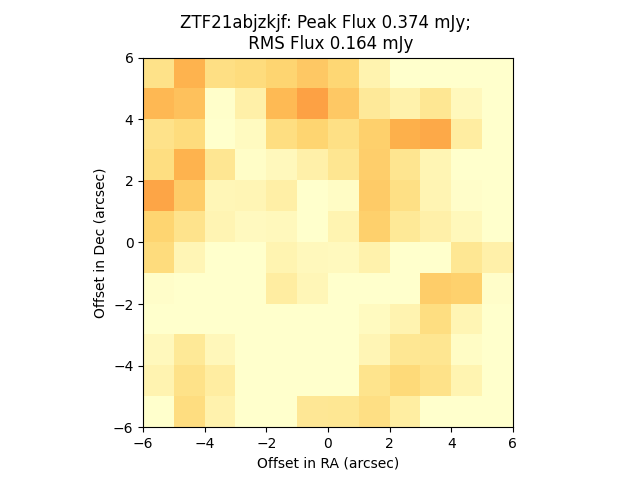 ZTF21abjzkjf: Peak Flux 0.374 mJy;
RMS Flux 0.164 mJy
6
4
2
0
−2
−4
−6
Offset in Dec (arcsec)
−6 −4 −2 0 2 4 6
Offset in RA (arcsec)